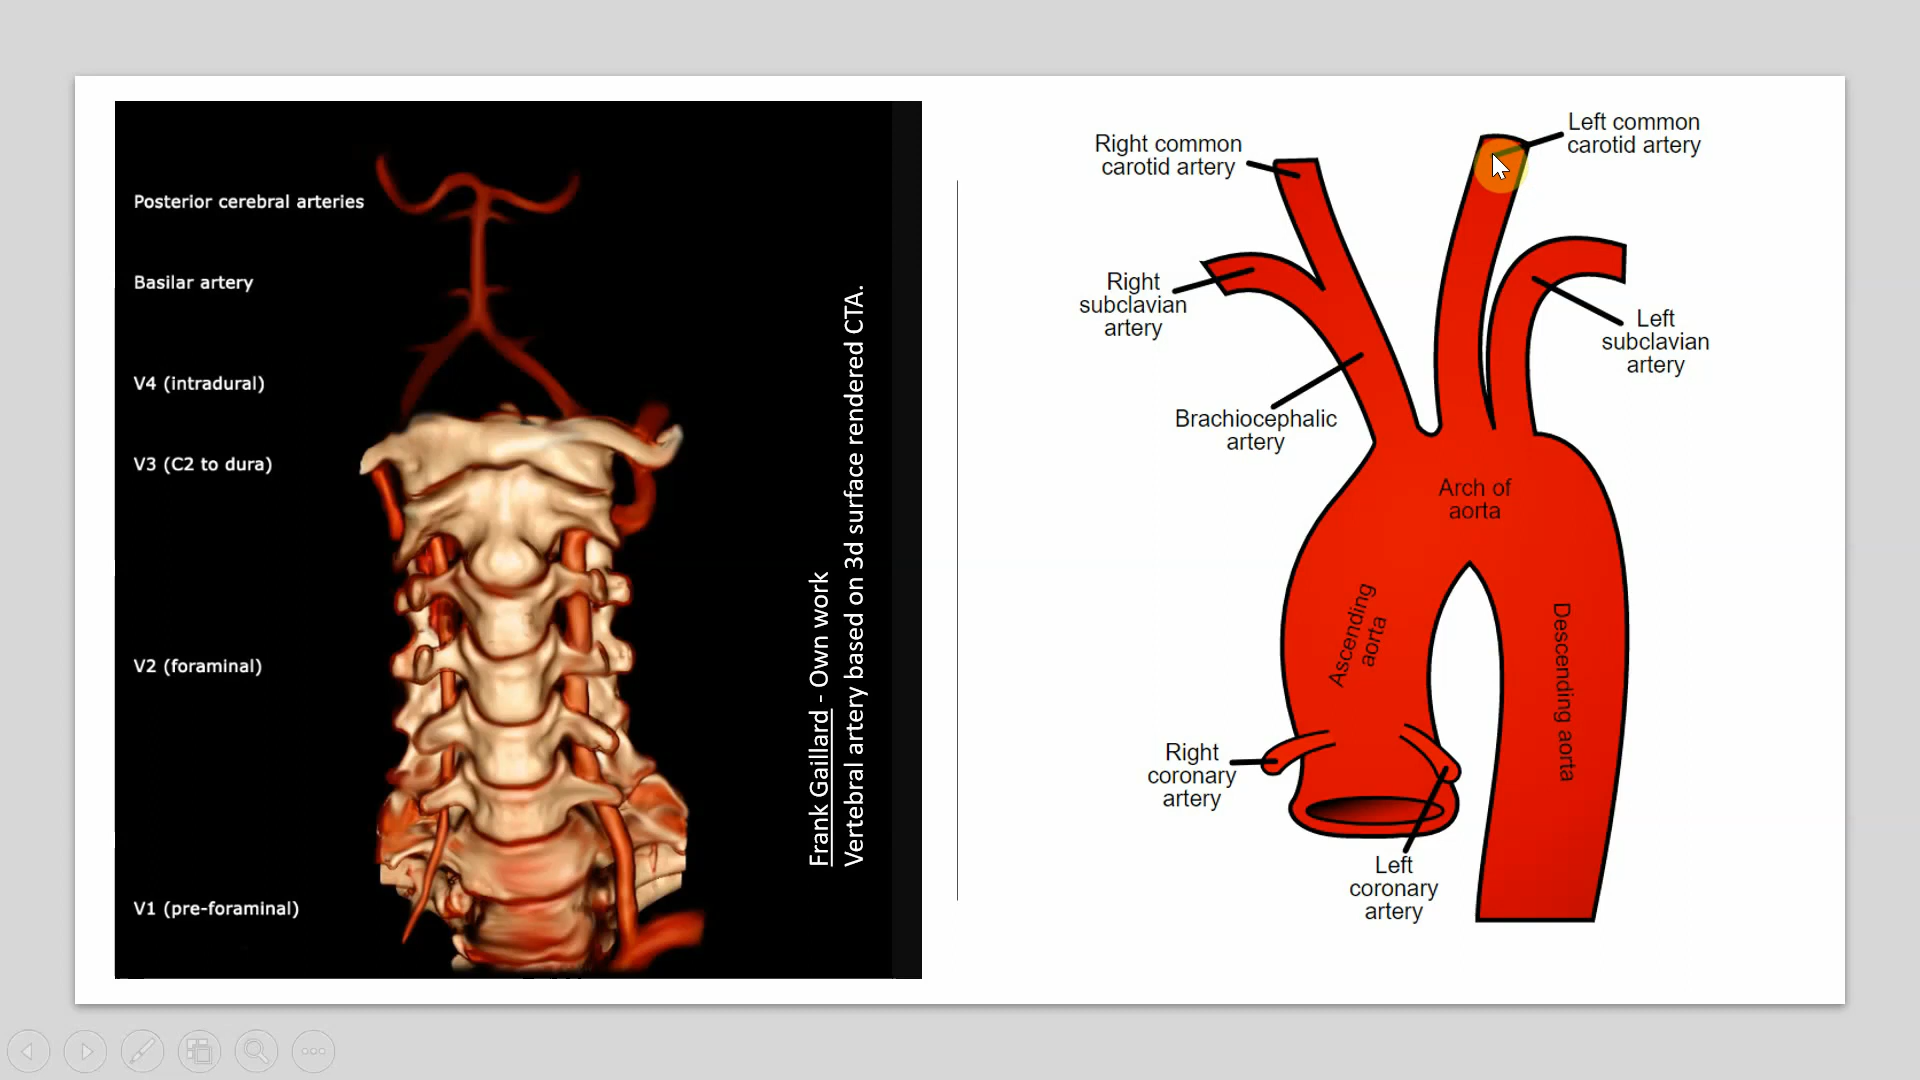 Posterior cerebral arteries
Basilar artery
V4 (intradural)
V3 (C2 to dura)
V2 (foraminal)
V1 (pre-foraminal)
Frank Gaillard - Own work
Vertebral artery based on 3d surface rendered CTA.
Right common
carotid artery
Left common
carotid artery
Right
subclavian
artery
Left
subclavian
artery
Brachiocephalic
artery
Arch of
aorta
Ascending
aorta
Descending aorta
Right
coronary
artery
Left
coronary
artery